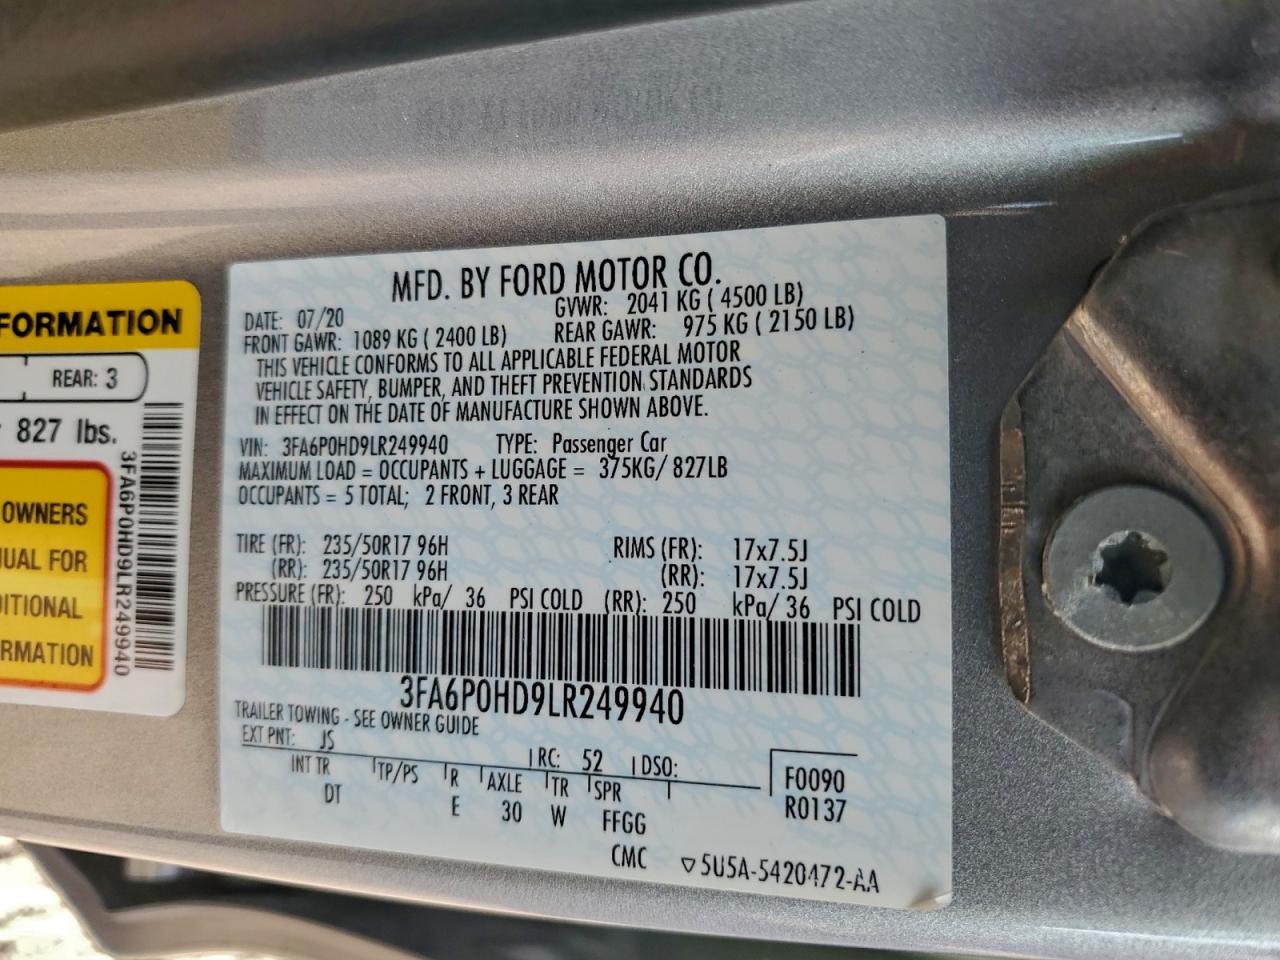 FORMATION
REAR: 3
827 lbs.
OWNERS
UAL FOR
DITIONAL
RMATION
3FA6P0HD9LR249940
MFD. BY FORD MOTOR CO.
DATE: 07/20 GVWR: 2041 KG ( 4500 LB)
FRONT GAWR: 1089 KG ( 2400 LB) REAR GAWR: 975 KG ( 2150 LB)
THIS VEHICLE CONFORMS TO ALL APPLICABLE FEDERAL MOTOR
VEHICLE SAFETY, BUMPER, AND THEFT PREVENTION STANDARDS
IN EFFECT ON THE DATE OF MANUFACTURE SHOWN ABOVE.
VIN: 3FA6P0HD9LR249940 TYPE: Passenger Car
MAXIMUM LOAD = OCCUPANTS + LUGGAGE = 375KG/ 827LB
OCCUPANTS = 5 TOTAL; 2 FRONT, 3 REAR
TIRE (FR): 235/50R17 96H RIMS (FR): 17x7.5J
(RR): 235/50R17 96H (RR): 17x7.5J
PRESSURE (FR): 250 kPa/ 36 PSI COLD (RR): 250 kPa/ 36 PSI COLD
3FA6P0HD9LR249940
TRAILER TOWING - SEE OWNER GUIDE
EXT PNT: JS RC: 52 DSO:
INT TR TP/PS R AXLE TR SPR F0090
DT E 30 W FFGG R0137
CMC ▽5U5A-5420472-AA